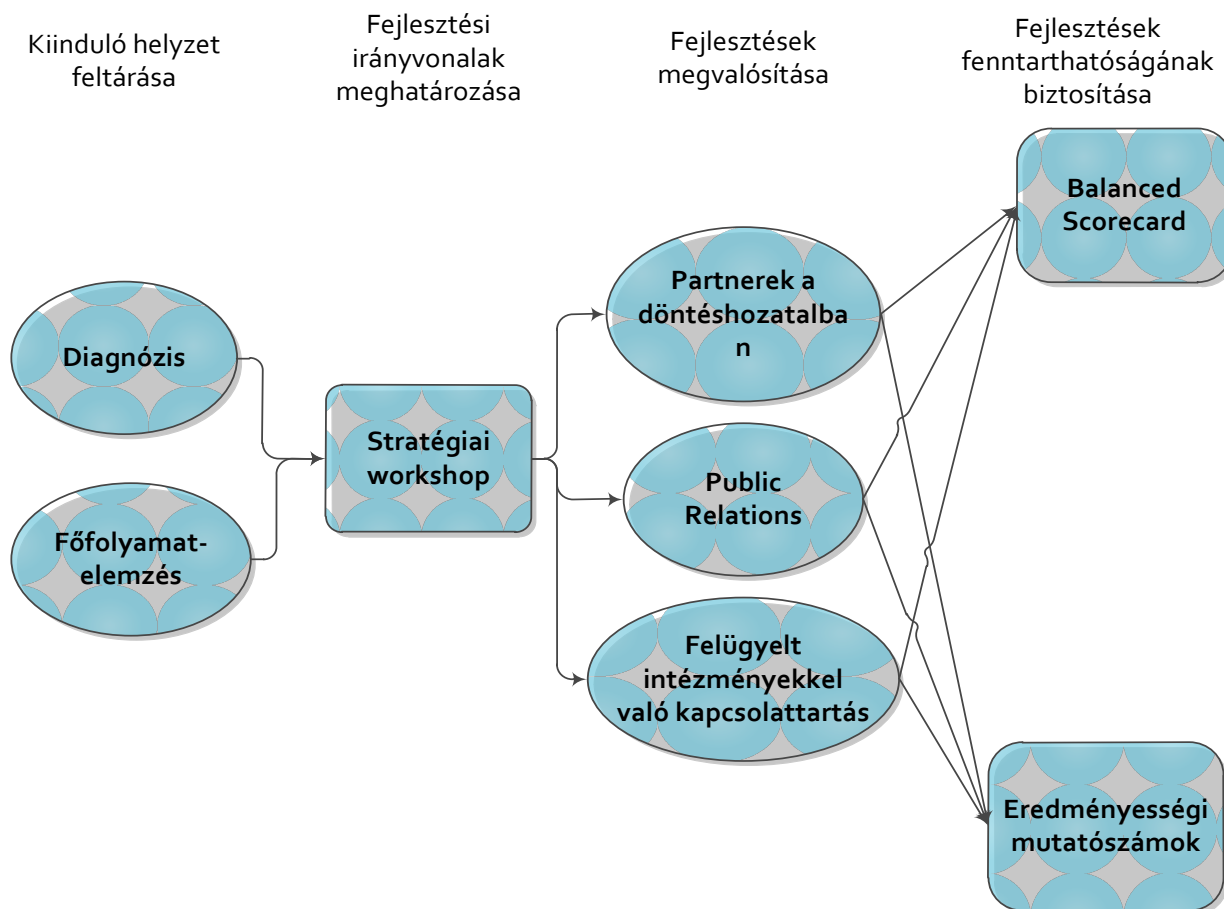 Kiinduló helyzet
feltárása
Fejlesztési
irányvonalak
meghatározása
Fejlesztések
megvalósítása
Fejlesztések
fenntarthatóságának
biztosítása
Diagnózis
Főfolyamat-
elemzés
Stratégiai
workshop
Partnerek a
döntéshozatalba
n
Public
Relations
Felügyelt
intézményekkel
való kapcsolattartás
Balanced
Scorecard
Eredményességi
mutatószámok